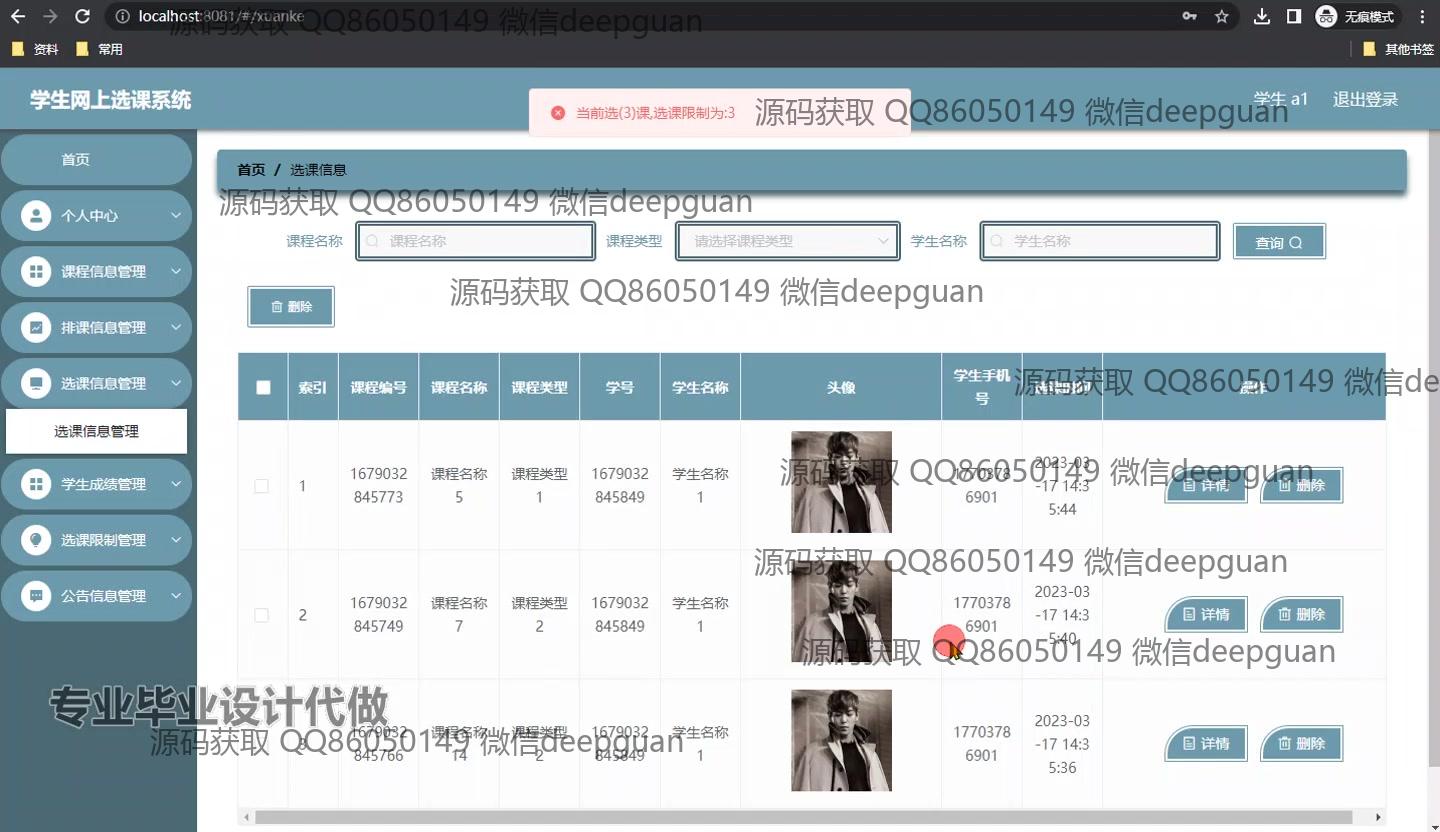 localhost:8081/#/xuanke
源码获取 QQ86050149 微信deepguan
无痕模式
资料
常用
其他书签
学生网上选课系统
当前选(3)课,选课限制为:3
源码获取 QQ86050149 微信deepguan
学生 a1
退出登录
首页
个人中心
课程信息管理
排课信息管理
选课信息管理
选课信息管理
学生成绩管理
选课限制管理
公告信息管理
首页 / 选课信息
源码获取 QQ86050149 微信deepguan
课程名称 课程名称 课程类型 请选择课程类型 学生名称 学生名称 查询
源码获取 QQ86050149 微信deepguan
删除
索引 课程编号 课程名称 课程类型 学号 学生名称 头像 学生手机号
源码获取 QQ86050149 微信de
1 1679032845773 课程名称5 课程类型1 1679032845849 学生名称1 17703786901 2023-03-17 14:35:44 详情 删除
源码获取 QQ86050149 微信deepguan
源码获取 QQ86050149 微信deepguan
2 1679032845749 课程名称7 课程类型2 1679032845849 学生名称1 17703786901 2023-03-17 14:35:40 详情 删除
源码获取 QQ86050149 微信deepguan
专业毕业设计代做
3 1679032845766 课程名称14 课程类型2 1679032845849 学生名称1 17703786901 2023-03-17 14:35:36 详情 删除
源码获取 QQ86050149 微信deepguan